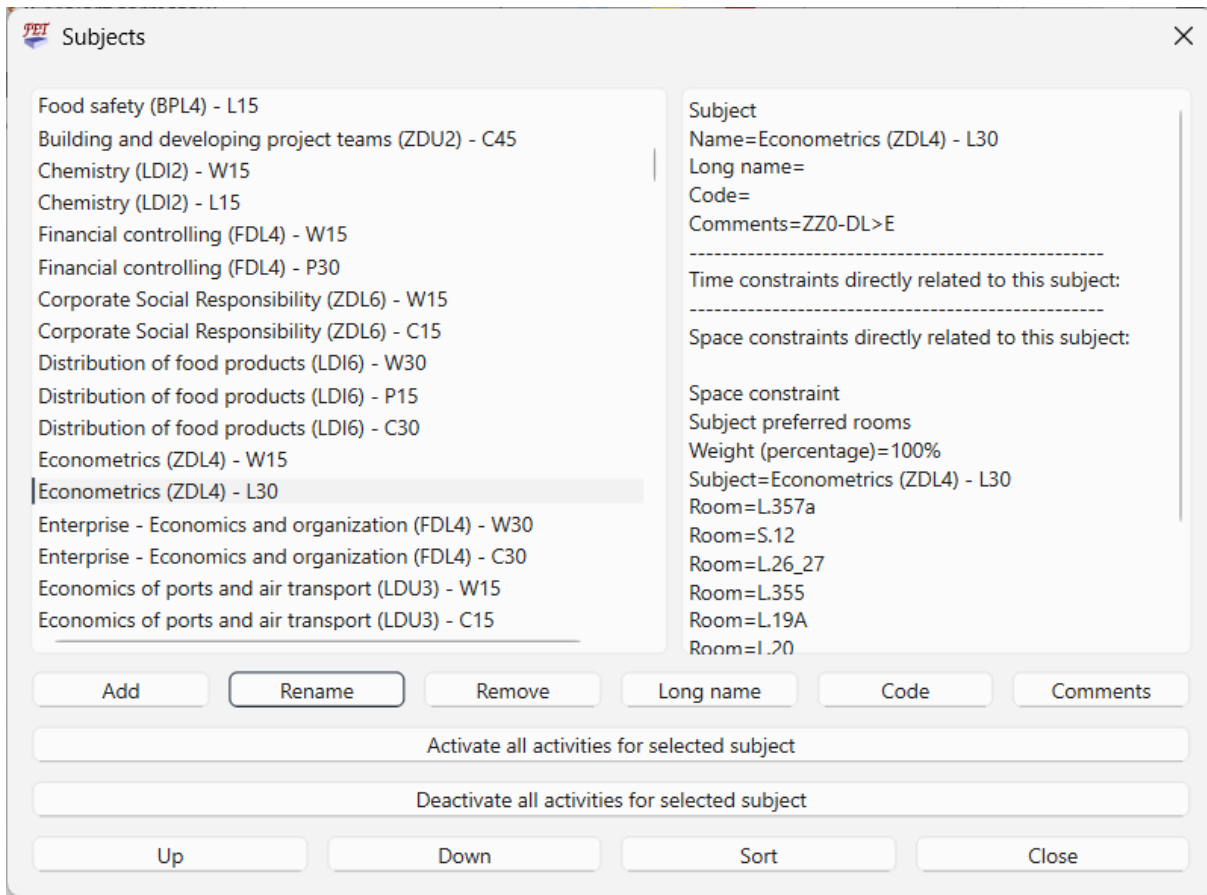 FET
Subjects
Food safety (BPL4) - L15
Building and developing project teams (ZDU2) - C45
Chemistry (LDI2) - W15
Chemistry (LDI2) - L15
Financial controlling (FDL4) - W15
Financial controlling (FDL4) - P30
Corporate Social Responsibility (ZDL6) - W15
Corporate Social Responsibility (ZDL6) - C15
Distribution of food products (LDI6) - W30
Distribution of food products (LDI6) - P15
Distribution of food products (LDI6) - C30
Econometrics (ZDL4) - W15
Econometrics (ZDL4) - L30
Enterprise - Economics and organization (FDL4) - W30
Enterprise - Economics and organization (FDL4) - C30
Economics of ports and air transport (LDU3) - W15
Economics of ports and air transport (LDU3) - C15
Subject
Name=Econometrics (ZDL4) - L30
Long name=
Code=
Comments=ZZ0-DL>E
--------------------------------------------------
Time constraints directly related to this subject:
--------------------------------------------------
Space constraints directly related to this subject:
Space constraint
Subject preferred rooms
Weight (percentage)=100%
Subject=Econometrics (ZDL4) - L30
Room=L.357a
Room=S.12
Room=L.26_27
Room=L.355
Room=L.19A
Room=L.20
Add
Rename
Remove
Long name
Code
Comments
Activate all activities for selected subject
Deactivate all activities for selected subject
Up
Down
Sort
Close